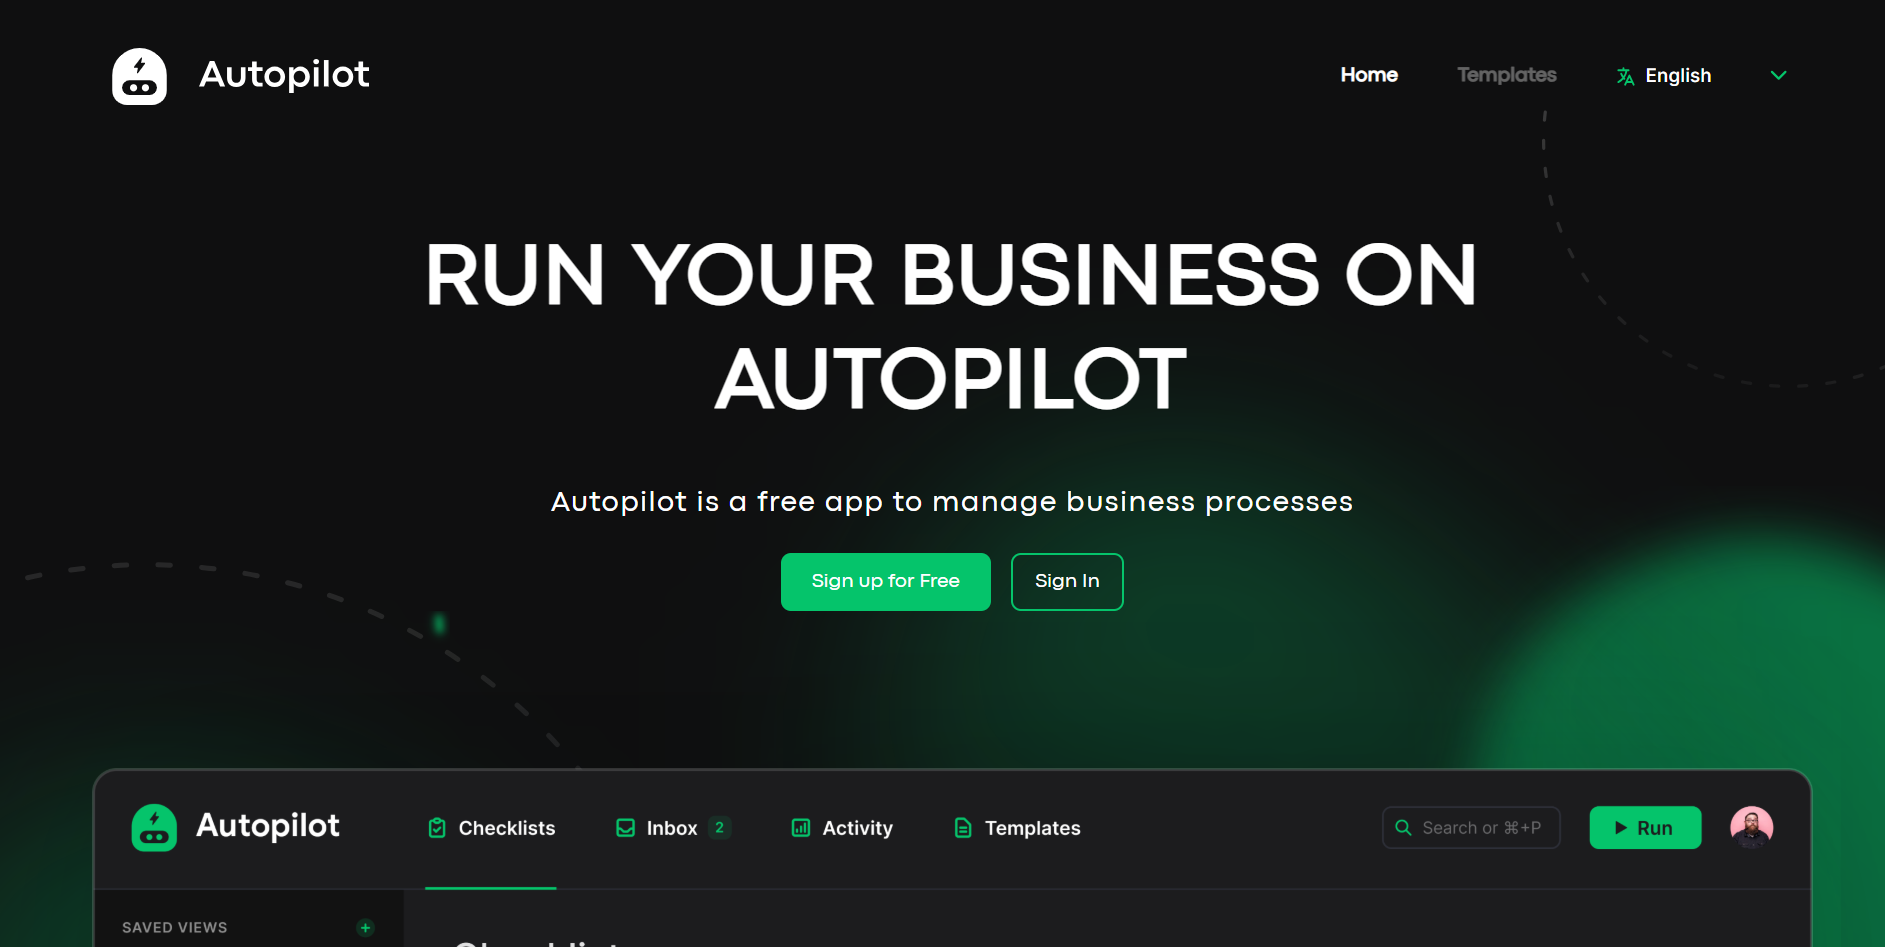 Autopilot
Home
Templates
English
RUN YOUR BUSINESS ON
AUTOPILOT
Autopilot is a free app to manage business processes
Sign up for Free
Sign In
Autopilot
Checklists
Inbox 2
Activity
Templates
Search or ⌘+P
Run
SAVED VIEWS